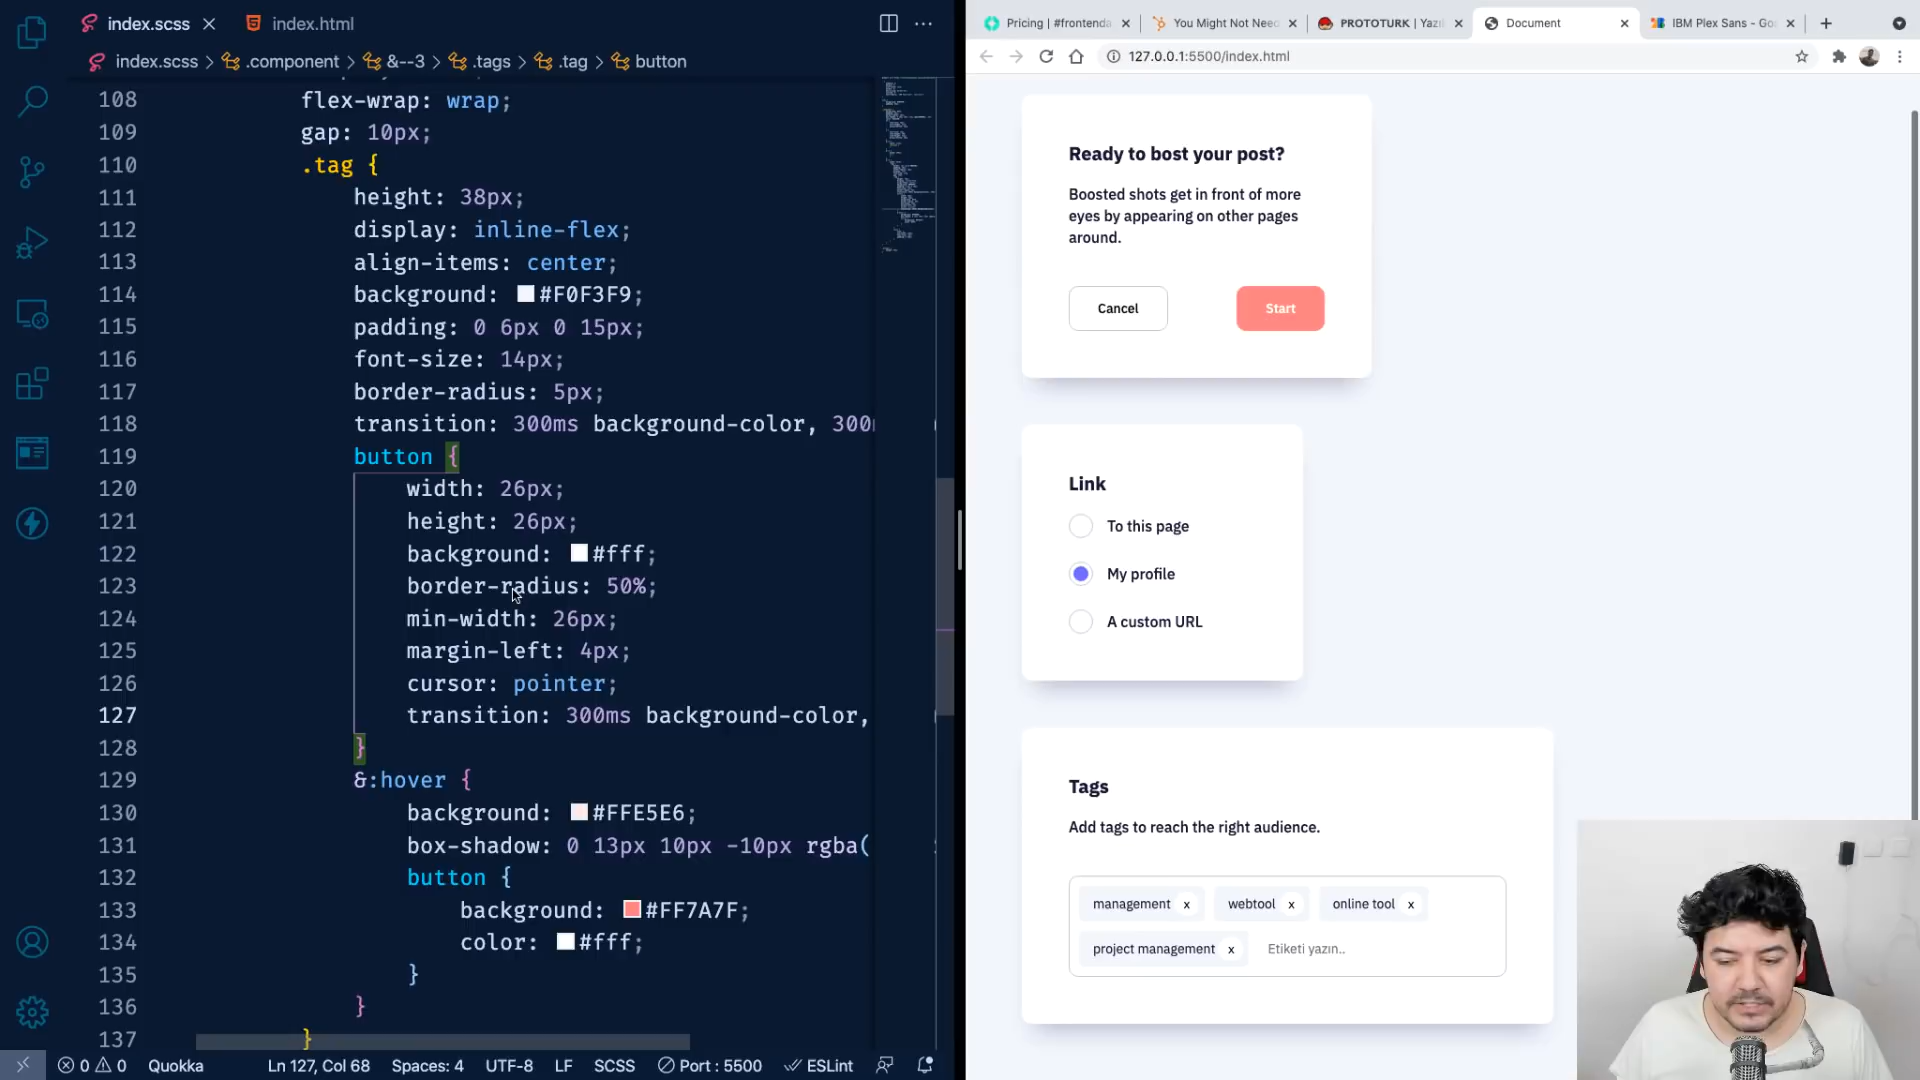 index.scss
index.html
index.scss > .component > &--3 > .tags > .tag > button
108 flex-wrap: wrap;
109 gap: 10px;
110 .tag {
111 height: 38px;
112 display: inline-flex;
113 align-items: center;
114 background: #F0F3F9;
115 padding: 0 6px 0 15px;
116 font-size: 14px;
117 border-radius: 5px;
118 transition: 300ms background-color, 300
119 button {
120 width: 26px;
121 height: 26px;
122 background: #fff;
123 border-radius: 50%;
124 min-width: 26px;
125 margin-left: 4px;
126 cursor: pointer;
127 transition: 300ms background-color,
128 }
129 &:hover {
130 background: #FFE5E6;
131 box-shadow: 0 13px 10px -10px rgba(
132 button {
133 background: #FF7A7F;
134 color: #fff;
135 }
136 }
137 }
0 0 Quokka Ln 127, Col 68 Spaces: 4 UTF-8 LF SCSS Port : 5500 ESLint
Pricing | #frontenda
You Might Not Nee
PROTOTURK | Yazıl
Document
IBM Plex Sans - Go
127.0.0.1:5500/index.html
Ready to bost your post?
Boosted shots get in front of more
eyes by appearing on other pages
around.
Cancel
Start
Link
To this page
My profile
A custom URL
Tags
Add tags to reach the right audience.
management x webtool x online tool x
project management x Etiketi yazın..